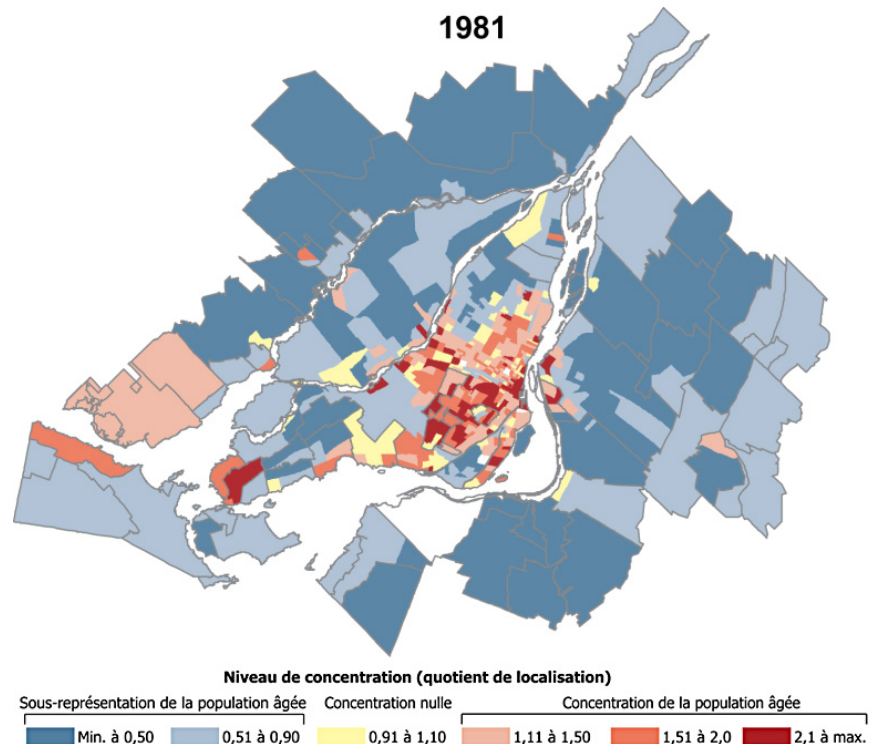 1981
Niveau de concentration (quotient de localisation)
Sous-représentation de la population âgée Concentration nulle Concentration de la population âgée
Min. à 0,50 0,51 à 0,90 0,91 à 1,10 1,11 à 1,50 1,51 à 2,0 2,1 à max.